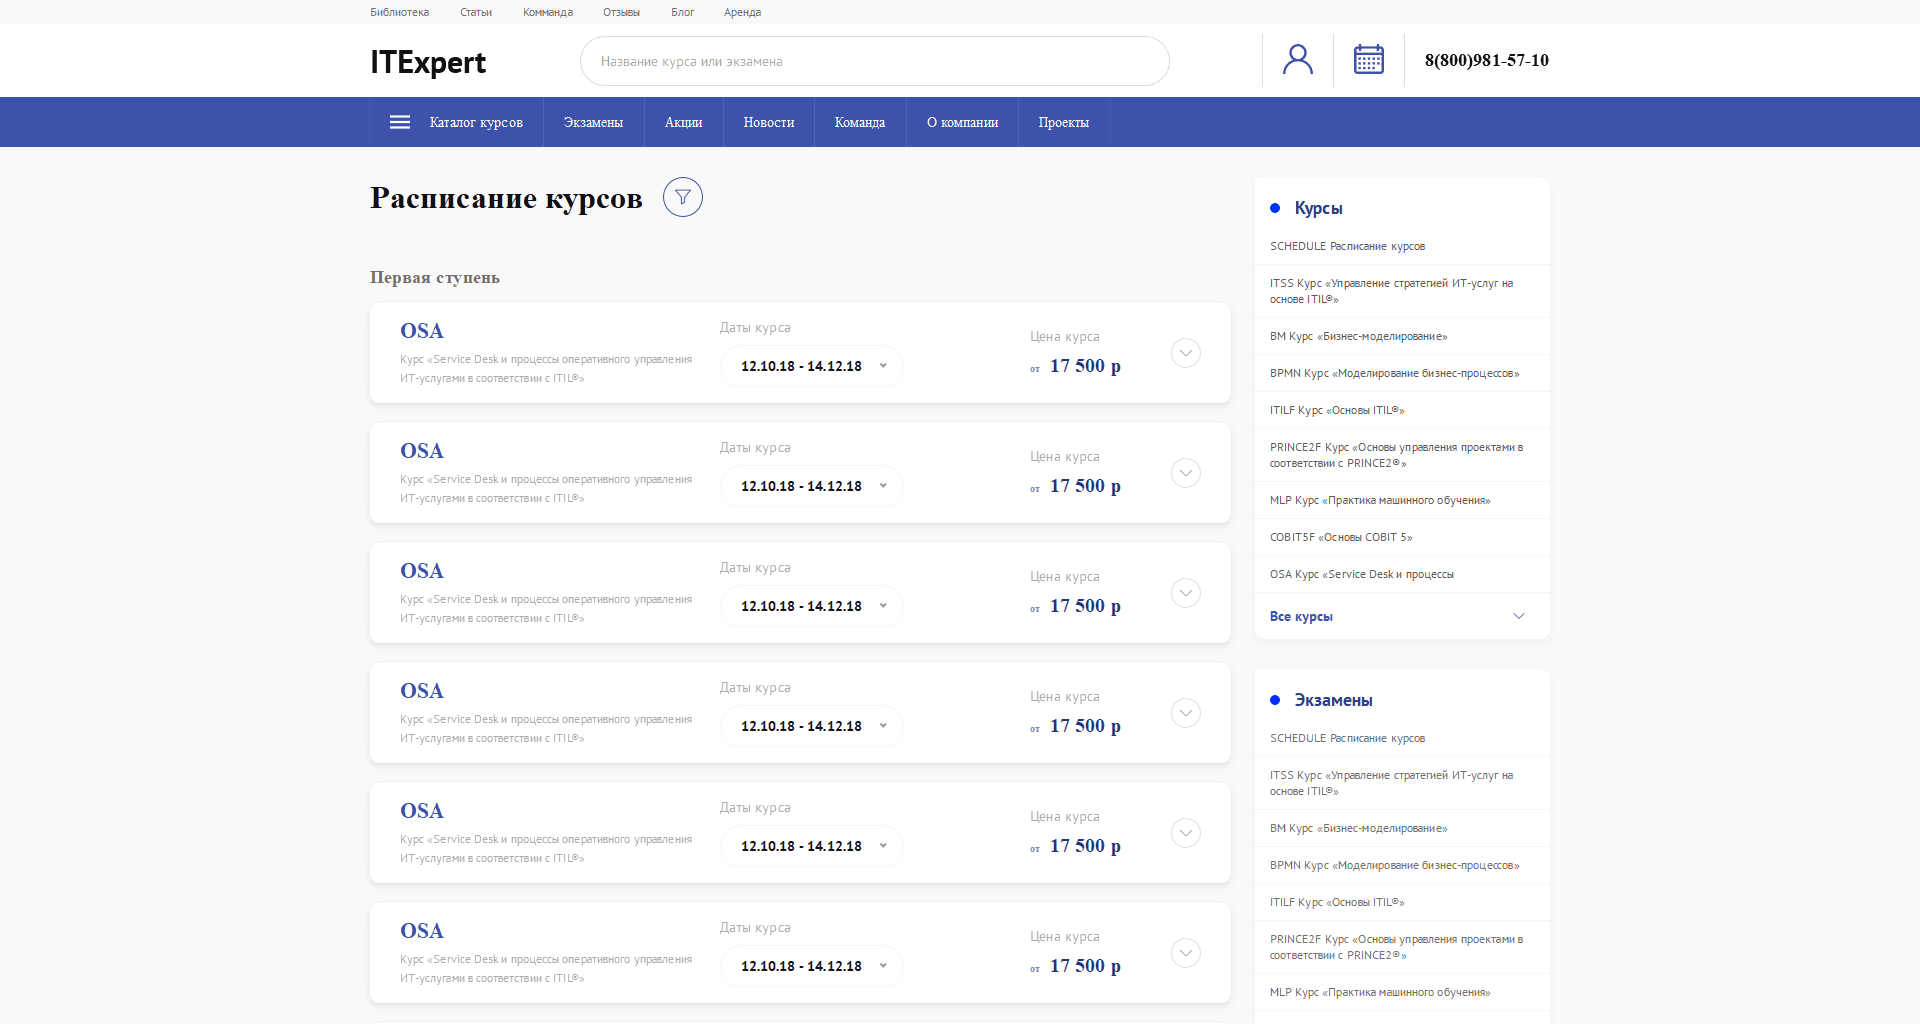 Библиотека
Статьи
Комманда
Отзывы
Блог
Аренда
ITExpert
Название курса или экзамена
8(800)981-57-10
Каталог курсов
Экзамены
Акции
Новости
Команда
О компании
Проекты
Расписание курсов
Первая ступень
OSA
Курс «Service Desk и процессы оперативного управления
ИТ-услугами в соответствии с ITIL®»
Даты курса
12.10.18 - 14.12.18
Цена курса
от 17 500 р
OSA
Курс «Service Desk и процессы оперативного управления
ИТ-услугами в соответствии с ITIL®»
Даты курса
12.10.18 - 14.12.18
Цена курса
от 17 500 р
OSA
Курс «Service Desk и процессы оперативного управления
ИТ-услугами в соответствии с ITIL®»
Даты курса
12.10.18 - 14.12.18
Цена курса
от 17 500 р
OSA
Курс «Service Desk и процессы оперативного управления
ИТ-услугами в соответствии с ITIL®»
Даты курса
12.10.18 - 14.12.18
Цена курса
от 17 500 р
OSA
Курс «Service Desk и процессы оперативного управления
ИТ-услугами в соответствии с ITIL®»
Даты курса
12.10.18 - 14.12.18
Цена курса
от 17 500 р
OSA
Курс «Service Desk и процессы оперативного управления
ИТ-услугами в соответствии с ITIL®»
Даты курса
12.10.18 - 14.12.18
Цена курса
от 17 500 р
Курсы
SCHEDULE Расписание курсов
ITSS Курс «Управление стратегией ИТ-услуг на
основе ITIL®»
BM Курс «Бизнес-моделирование»
BPMN Курс «Моделирование бизнес-процессов»
ITILF Курс «Основы ITIL®»
PRINCE2F Курс «Основы управления проектами в
соответствии с PRINCE2®»
MLP Курс «Практика машинного обучения»
COBIT5F «Основы COBIT 5»
OSA Курс «Service Desk и процессы
Все курсы
Экзамены
SCHEDULE Расписание курсов
ITSS Курс «Управление стратегией ИТ-услуг на
основе ITIL®»
BM Курс «Бизнес-моделирование»
BPMN Курс «Моделирование бизнес-процессов»
ITILF Курс «Основы ITIL®»
PRINCE2F Курс «Основы управления проектами в
соответствии с PRINCE2®»
MLP Курс «Практика машинного обучения»